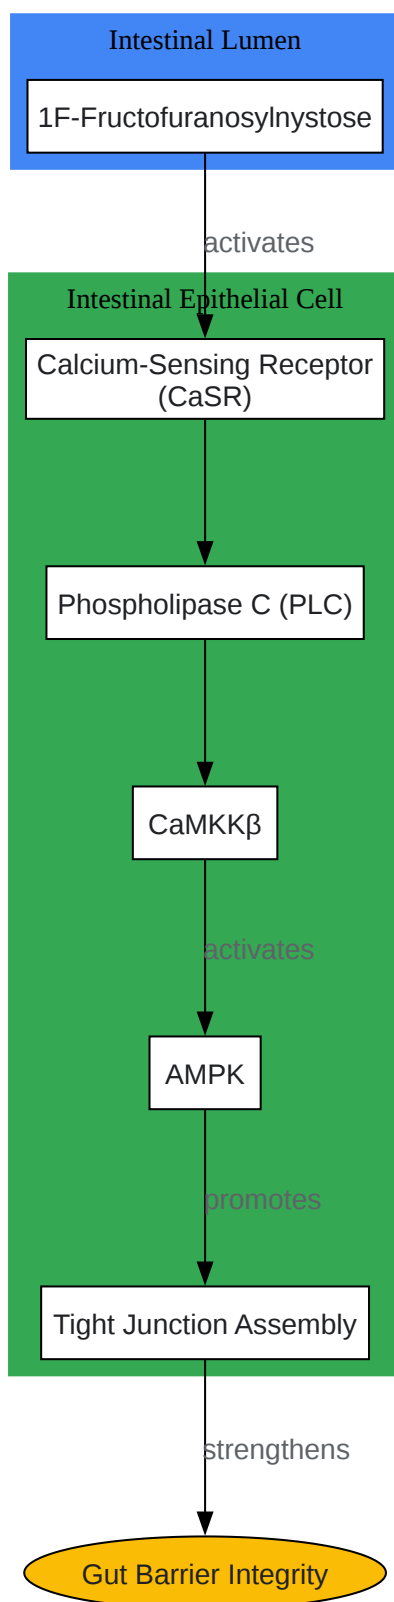 Intestinal Lumen
1F-Fructofuranosylnystose
activates
Intestinal Epithelial Cell
Calcium-Sensing Receptor
(CaSR)
Phospholipase C (PLC)
CaMKKβ
activates
AMPK
promotes
Tight Junction Assembly
strengthens
Gut Barrier Integrity